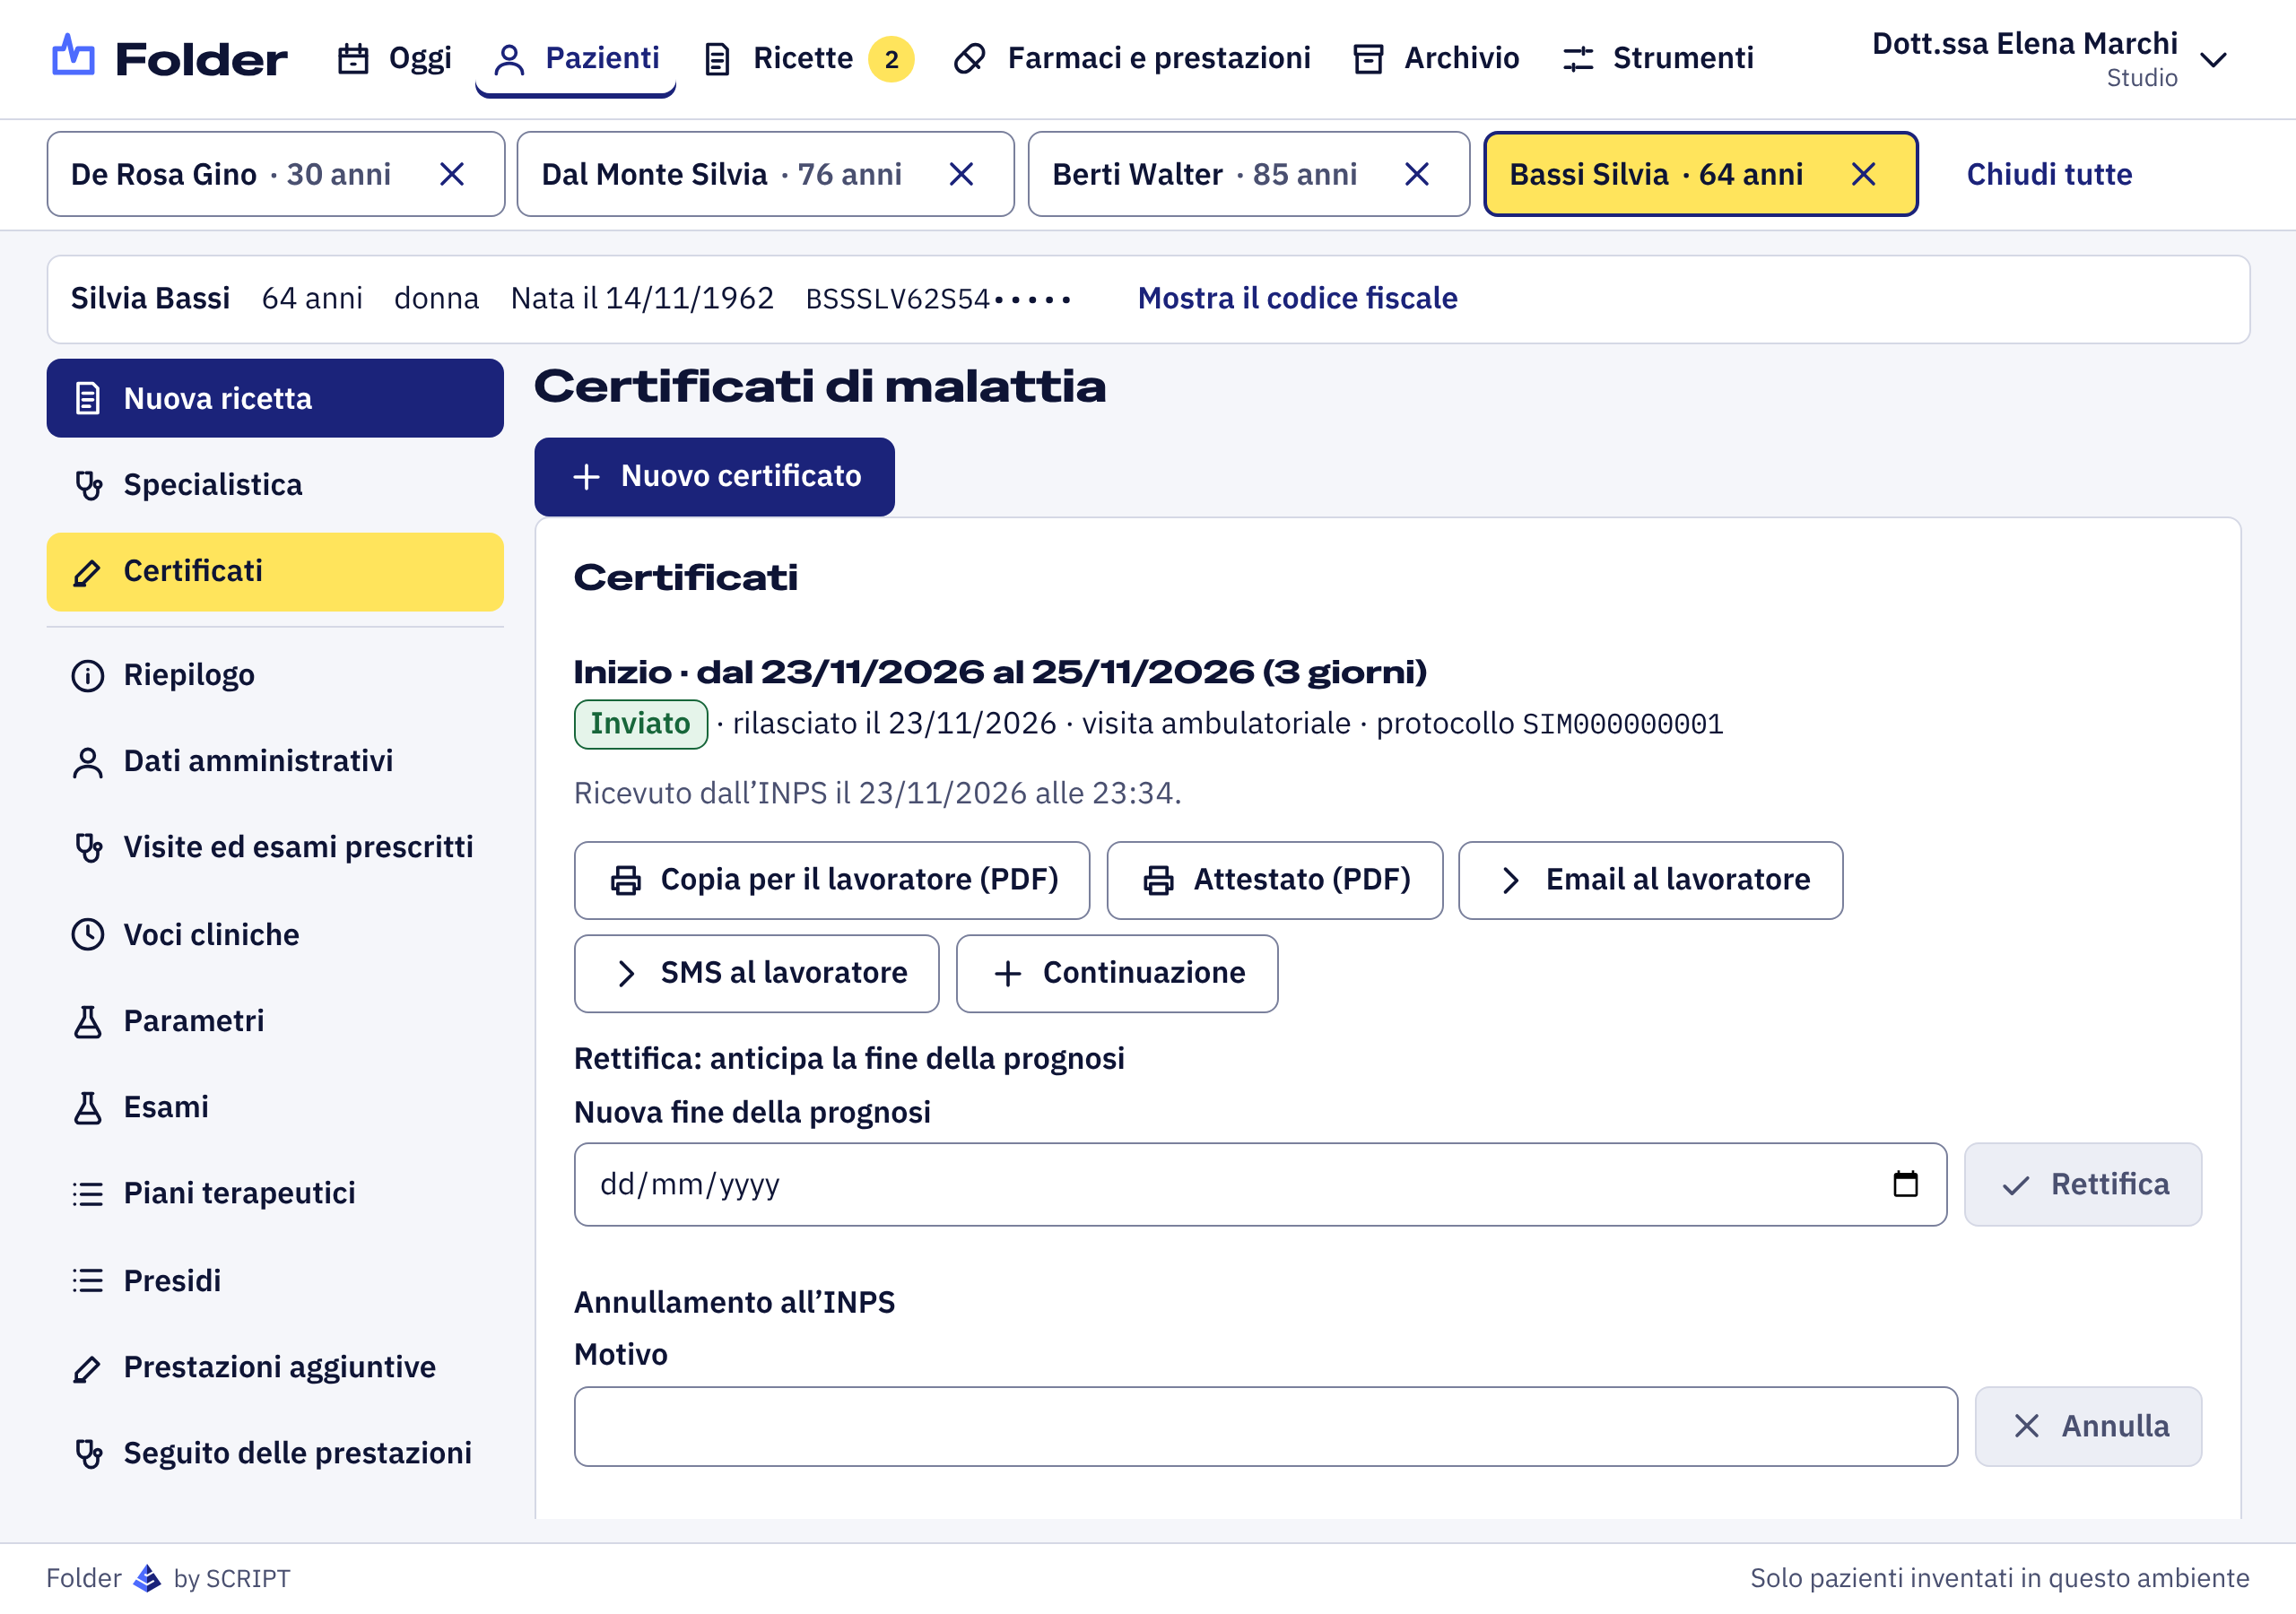 Folder Oggi Pazienti Ricette 2 Farmaci e prestazioni Archivio Strumenti Dott.ssa Elena Marchi
Studio
De Rosa Gino · 30 anni Dal Monte Silvia · 76 anni Berti Walter · 85 anni Bassi Silvia · 64 anni Chiudi tutte
Silvia Bassi 64 anni donna Nata il 14/11/1962 BSSSLV62S54••••• Mostra il codice fiscale
Nuova ricetta
Specialistica
Certificati
Riepilogo
Dati amministrativi
Visite ed esami prescritti
Voci cliniche
Parametri
Esami
Piani terapeutici
Presidi
Prestazioni aggiuntive
Seguito delle prestazioni
Certificati di malattia
Nuovo certificato
Certificati
Inizio · dal 23/11/2026 al 25/11/2026 (3 giorni)
Inviato · rilasciato il 23/11/2026 · visita ambulatoriale · protocollo SIM000000001
Ricevuto dall’INPS il 23/11/2026 alle 23:34.
Copia per il lavoratore (PDF) Attestato (PDF) Email al lavoratore
SMS al lavoratore Continuazione
Rettifica: anticipa la fine della prognosi
Nuova fine della prognosi
dd/mm/yyyy Rettifica
Annullamento all’INPS
Motivo
Annulla
Folder by SCRIPT Solo pazienti inventati in questo ambiente